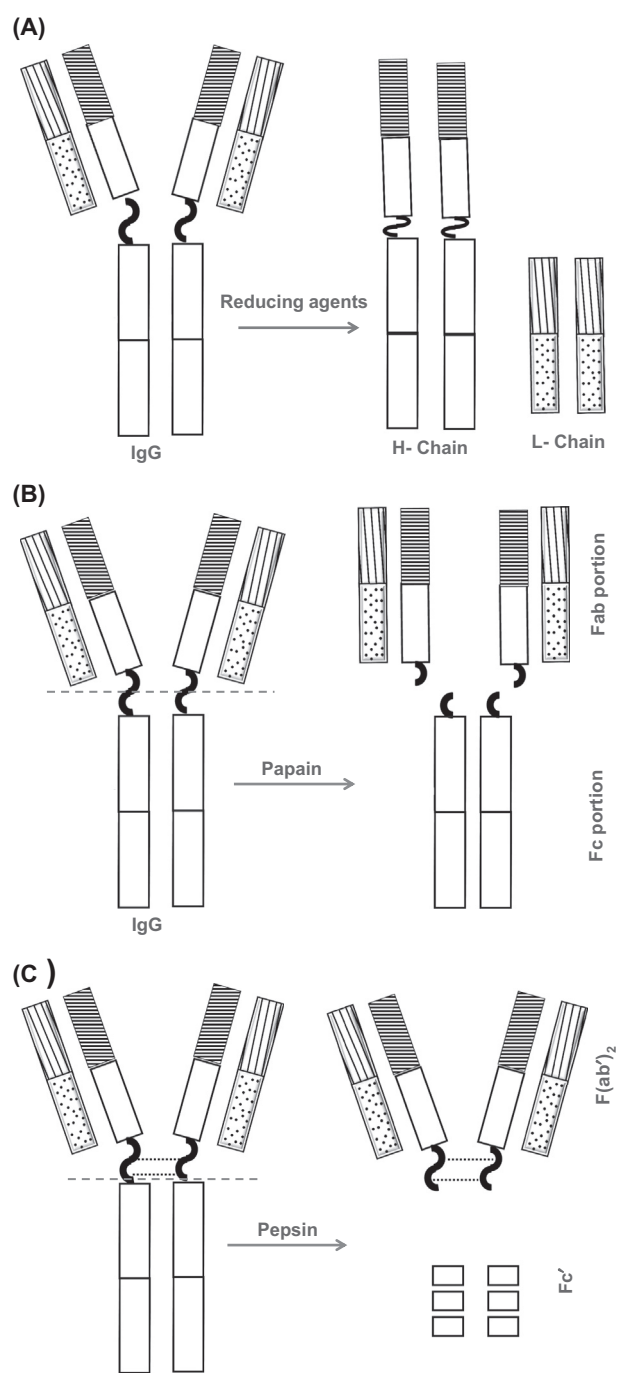 (A)
Reducing agents
IgG
H- Chain
L- Chain
(B)
Fab portion
Papain
Fc portion
IgG
(C )
F(ab′)2
Pepsin
Fc′